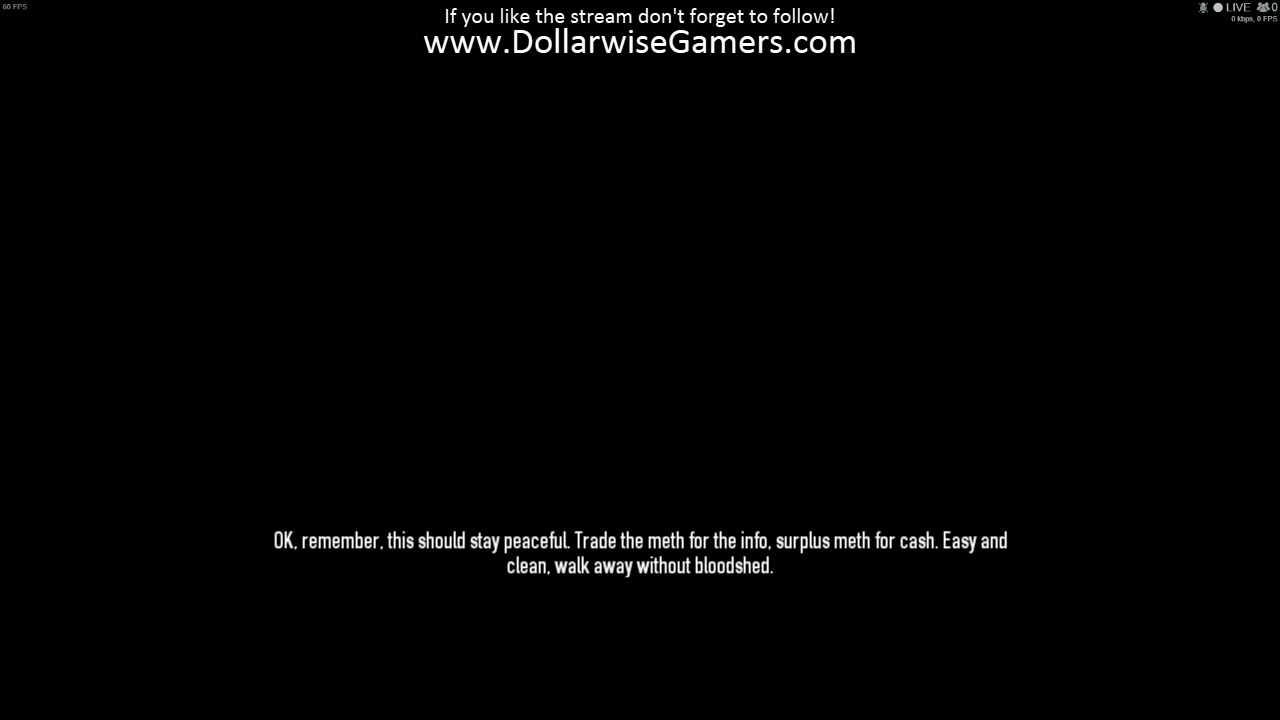 60 FPS
If you like the stream don't forget to follow!
LIVE 0
0 kbps, 0 FPS
www.DollarwiseGamers.com
OK, remember, this should stay peaceful. Trade the meth for the info, surplus meth for cash. Easy and
clean, walk away without bloodshed.